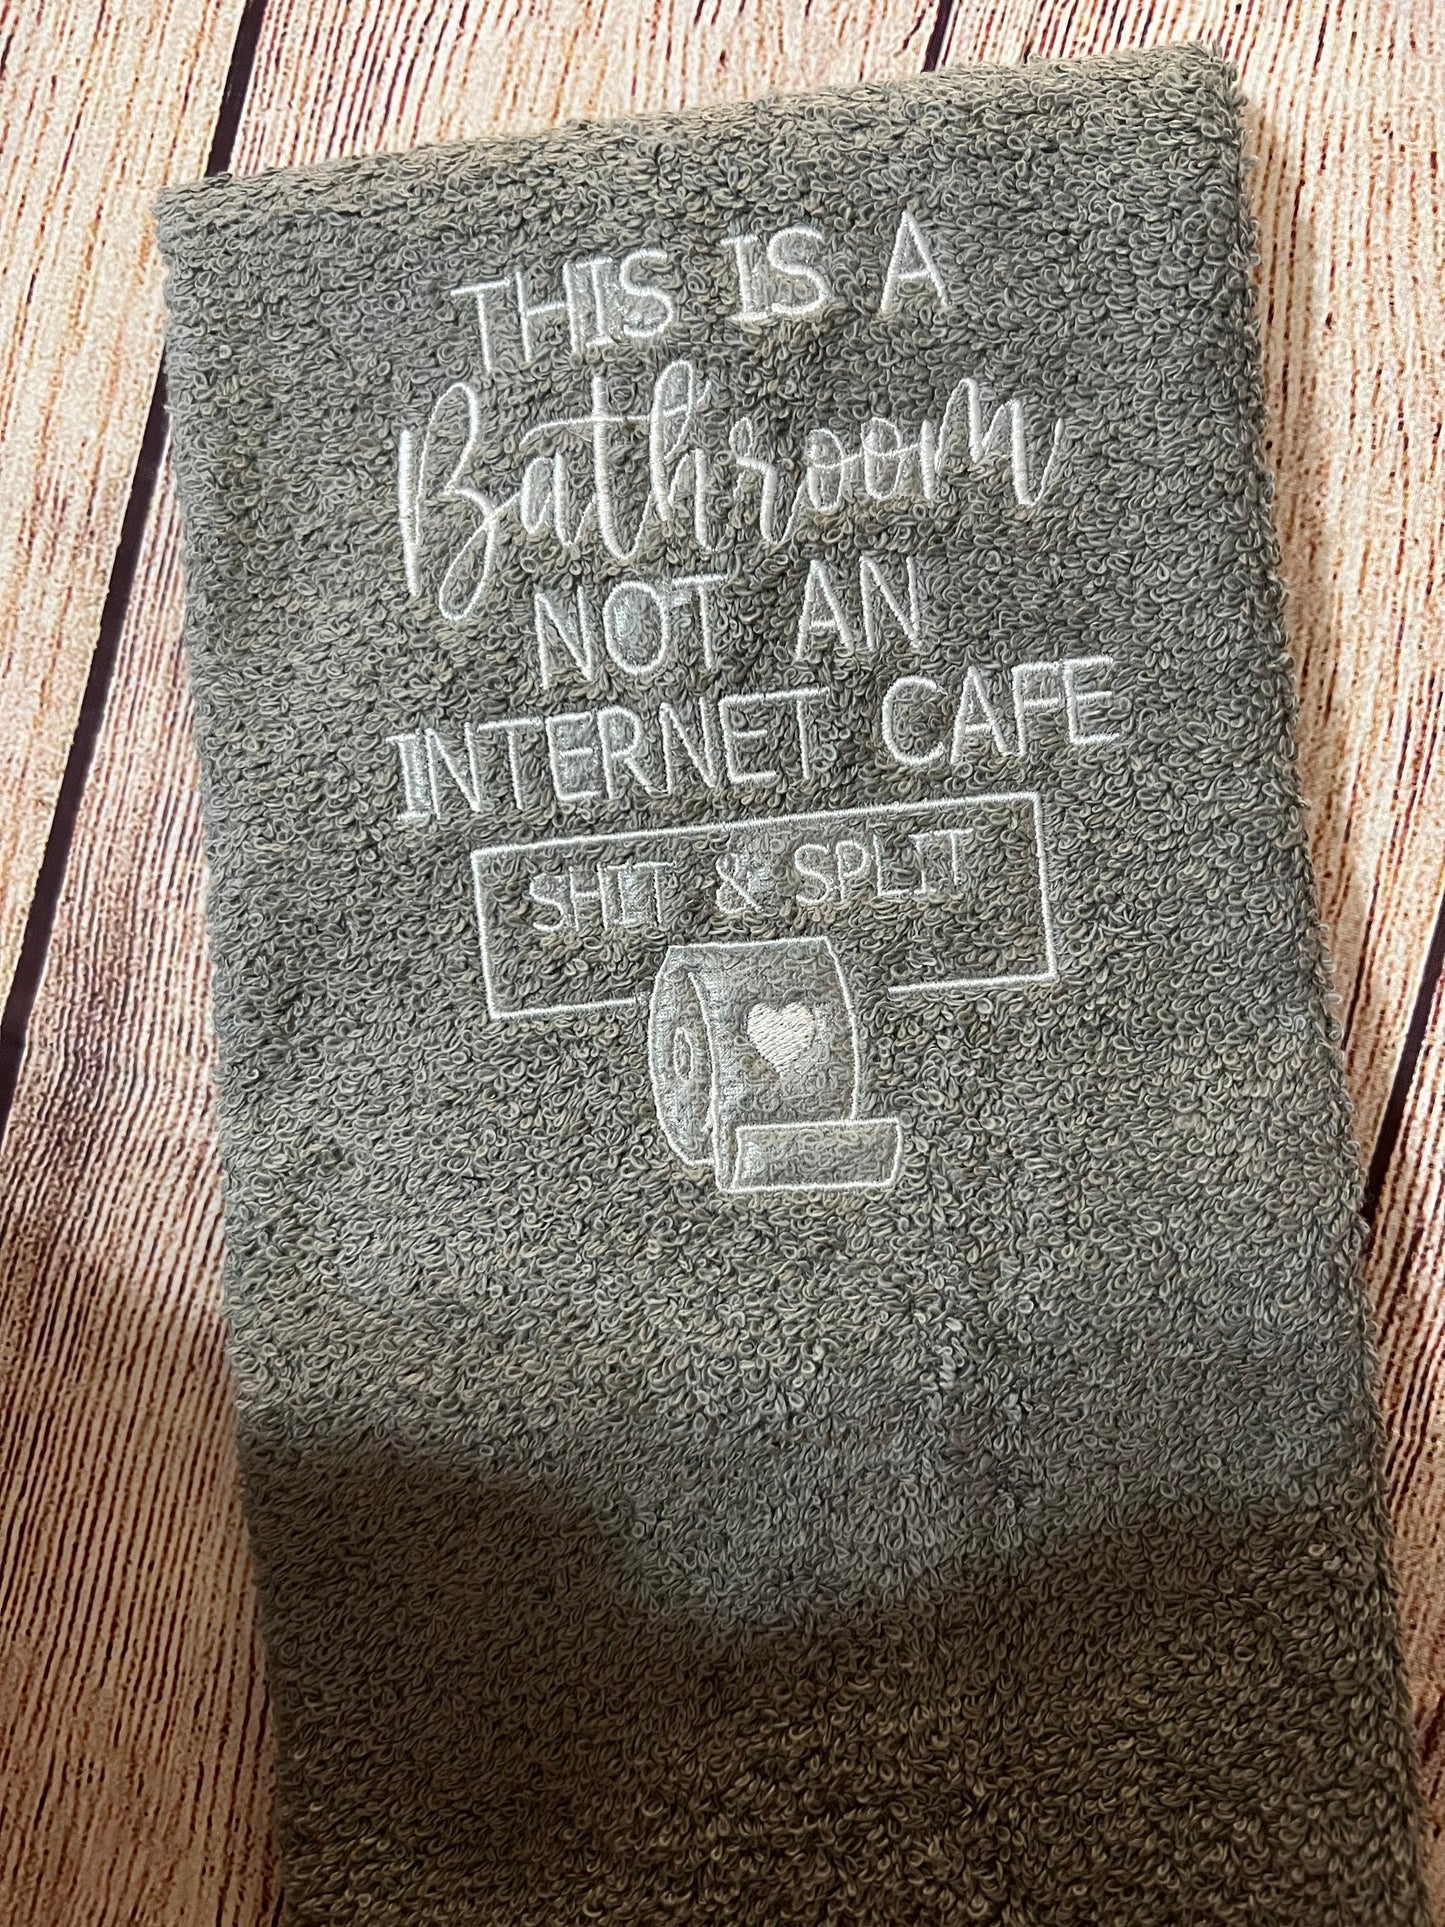 THIS IS A
Bathroom
NOT AN
INTERNET CAFE
SHIT & SPLIT